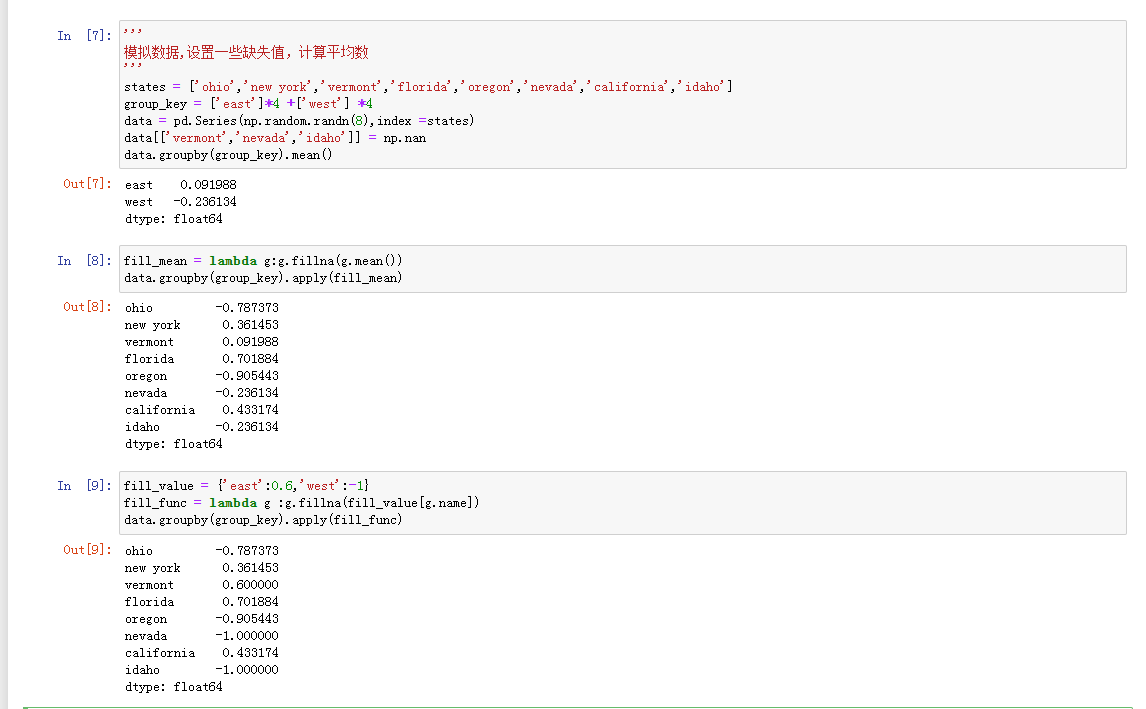 In [7]:
'''
模拟数据,设置一些缺失值，计算平均数
'''
states = ['ohio','new york','vermont','florida','oregon','nevada','california','idaho']
group_key = ['east']*4 +['west'] *4
data = pd.Series(np.random.randn(8),index =states)
data[['vermont','nevada','idaho']] = np.nan
data.groupby(group_key).mean()
Out[7]:
east 0.091988
west -0.236134
dtype: float64
In [8]:
fill_mean = lambda g:g.fillna(g.mean())
data.groupby(group_key).apply(fill_mean)
Out[8]:
ohio -0.787373
new york 0.361453
vermont 0.091988
florida 0.701884
oregon -0.905443
nevada -0.236134
california 0.433174
idaho -0.236134
dtype: float64
In [9]:
fill_value = {'east':0.6,'west':-1}
fill_func = lambda g :g.fillna(fill_value[g.name])
data.groupby(group_key).apply(fill_func)
Out[9]:
ohio -0.787373
new york 0.361453
vermont 0.600000
florida 0.701884
oregon -0.905443
nevada -1.000000
california 0.433174
idaho -1.000000
dtype: float64